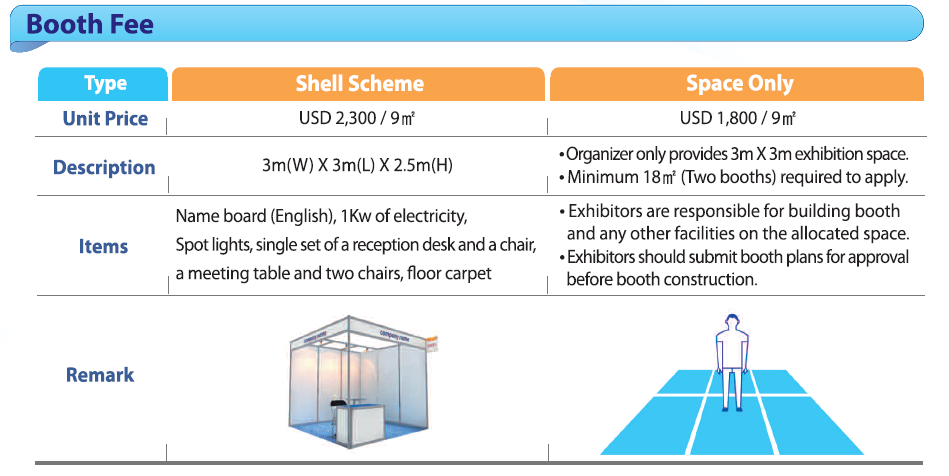 Booth Fee
Type
Shell Scheme
Space Only
Unit Price
USD 2,300 / 9㎡
USD 1,800 / 9㎡
Description
3m(W) X 3m(L) X 2.5m(H)
•Organizer only provides 3m X 3m exhibition space.
•Minimum 18㎡ (Two booths) required to apply.
Items
Name board (English), 1Kw of electricity,
Spot lights, single set of a reception desk and a chair,
a meeting table and two chairs, floor carpet
•Exhibitors are responsible for building booth
and any other facilities on the allocated space.
•Exhibitors should submit booth plans for approval
before booth construction.
Remark
company name
company name